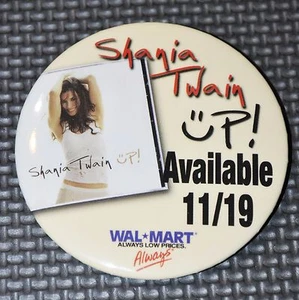 Shania
Twain
UP!
Shania Twain UP!
Available
11/19
WAL★MART
ALWAYS LOW PRICES.
Always